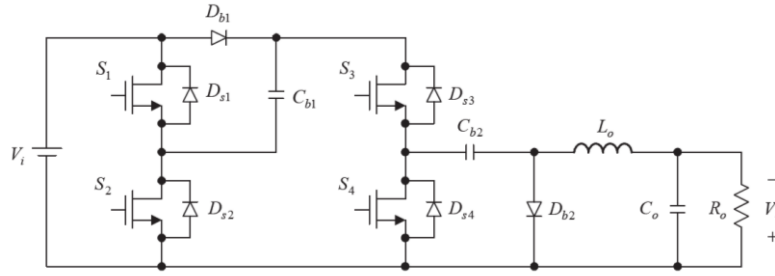 D_b1
S_1
D_s1
C_b1
S_3
D_s3
C_b2
L_o
V_i
S_2
D_s2
S_4
D_s4
D_b2
C_o
R_o
−
V
+